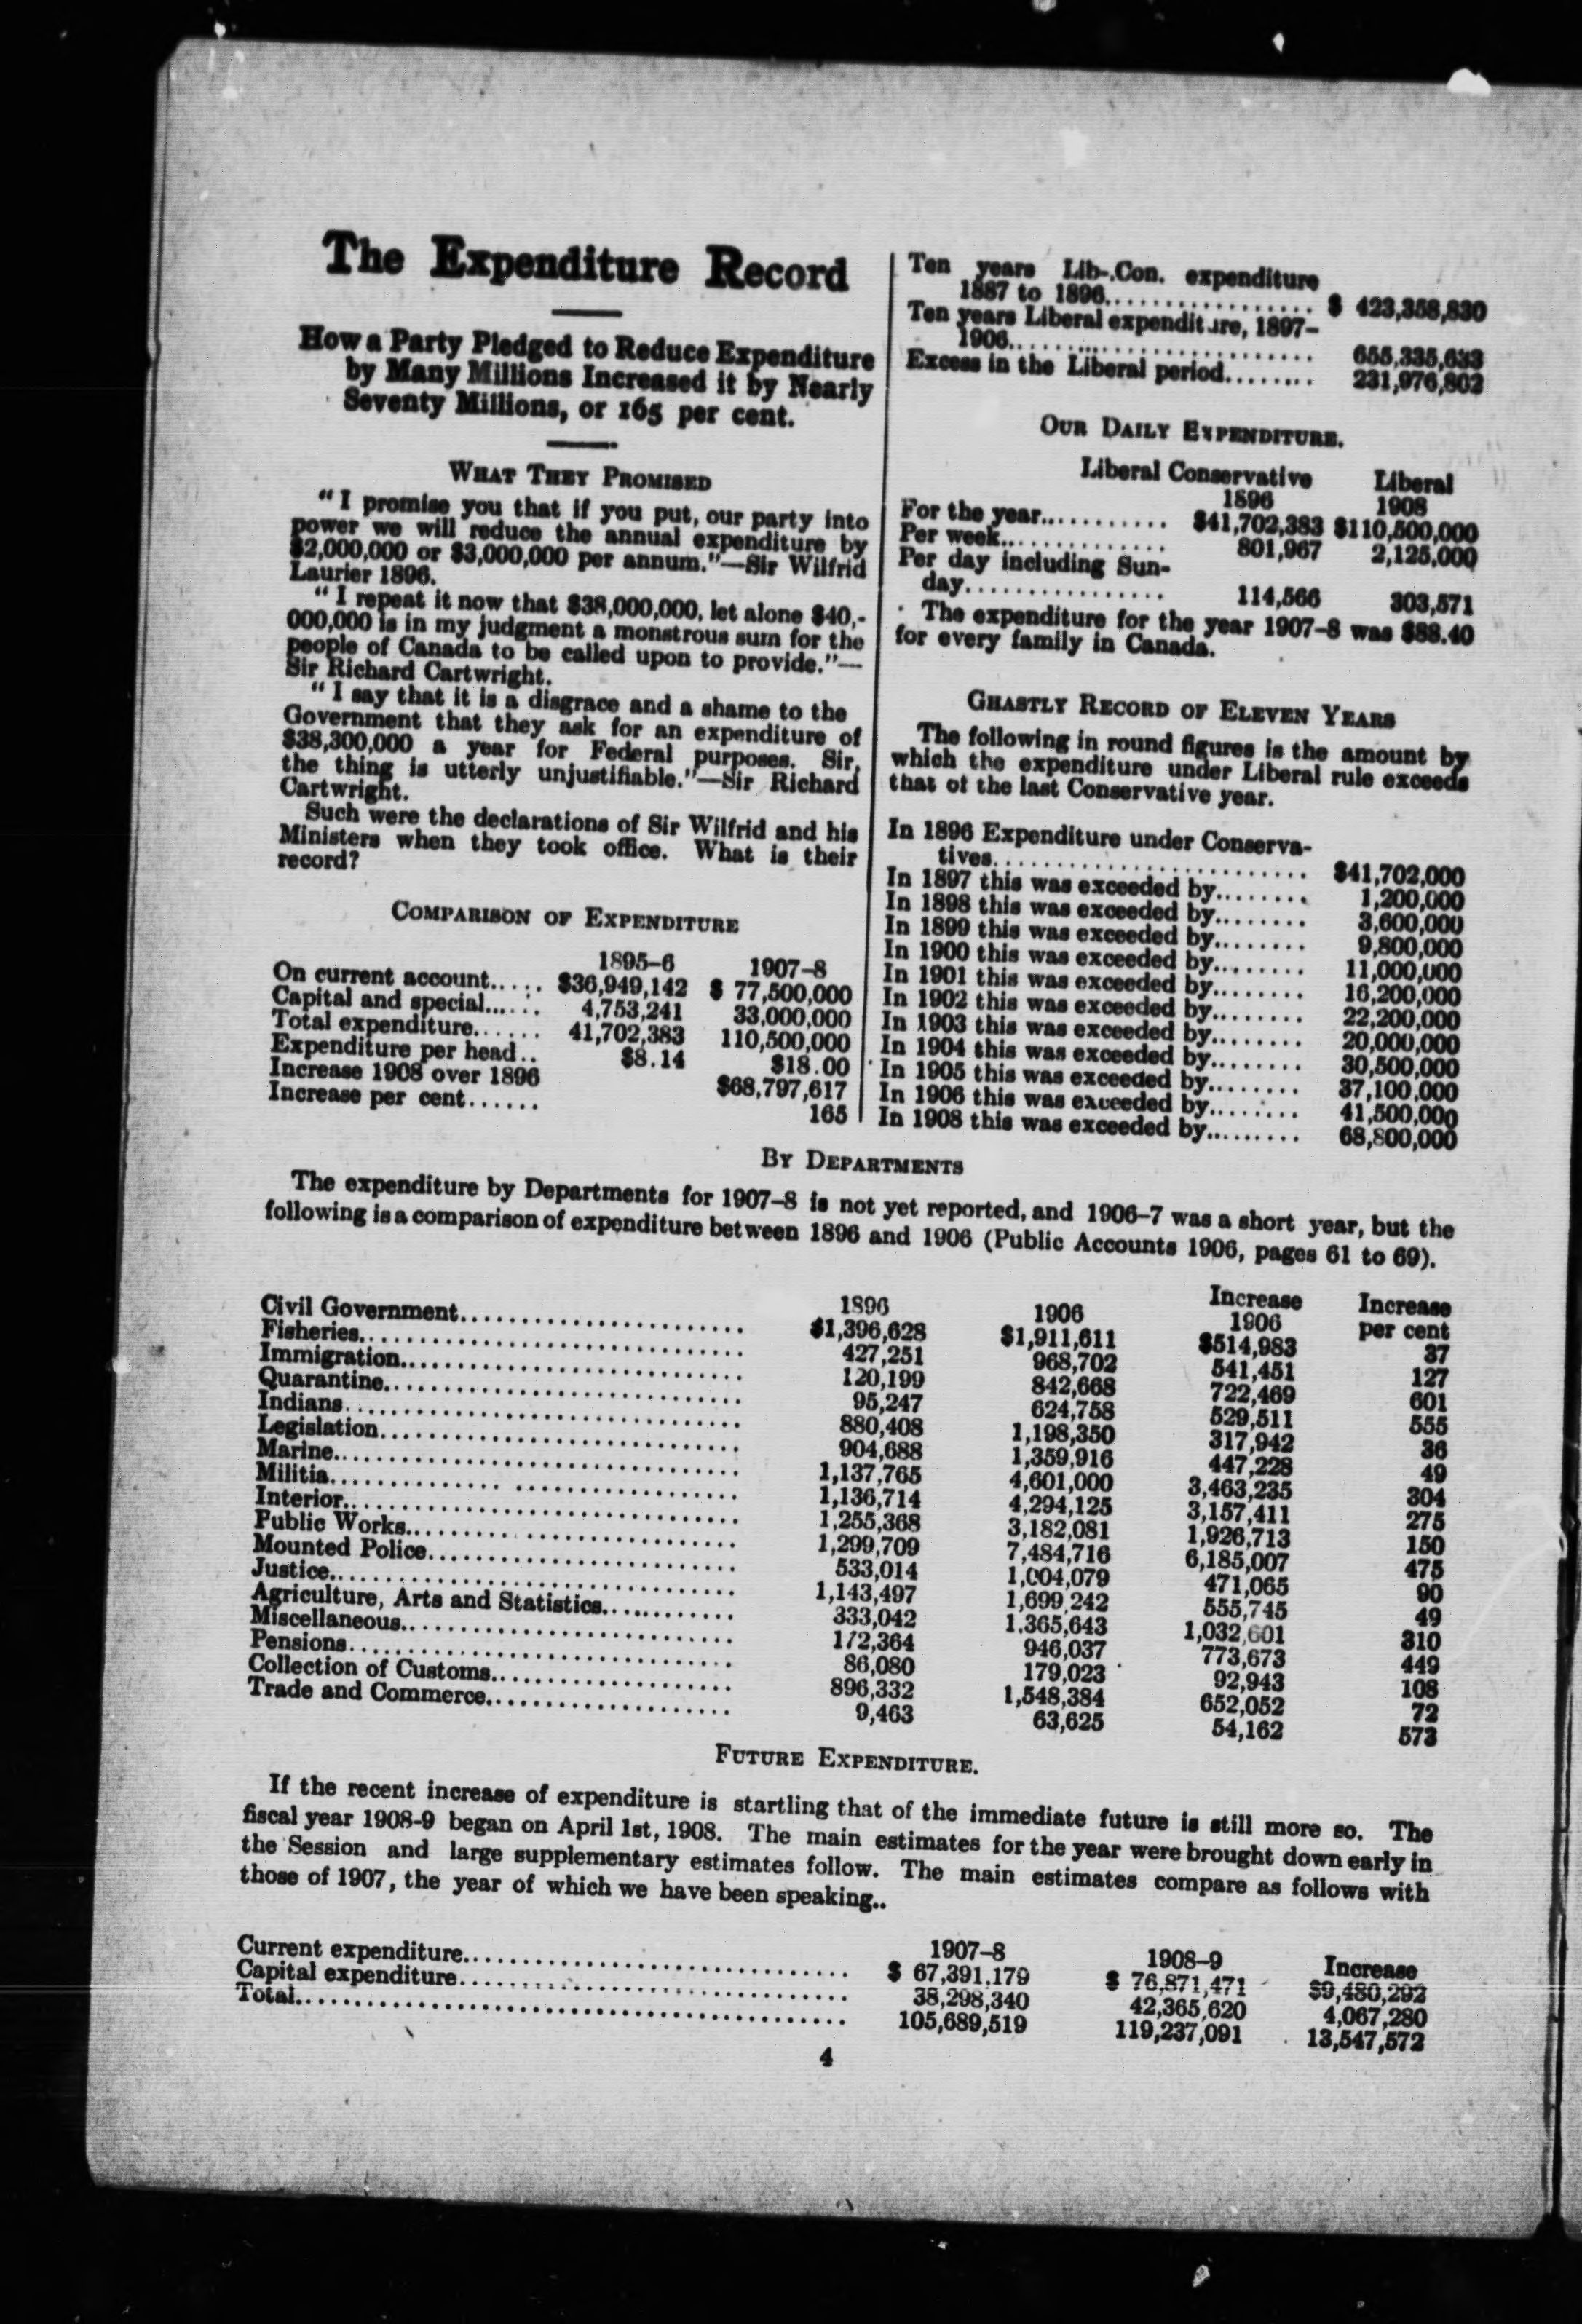 The Expenditure Record
How a Party Pledged to Reduce Expenditure
by Many Millions Increased it by Nearly
Seventy Millions, or 165 per cent.
WHAT THEY PROMISED
"I promise you that if you put, our party into
power we will reduce the annual expenditure by
$2,000,000 or $3,000,000 per annum."—Sir Wilfrid
Laurier 1896.
"I repeat it now that $38,000,000, let alone $40,-
000,000 is in my judgment a monstrous sum for the
people of Canada to be called upon to provide."—
Sir Richard Cartwright.
"I say that it is a disgrace and a shame to the
Government that they ask for an expenditure of
$38,300,000 a year for Federal purposes. Sir,
the thing is utterly unjustifiable."—Sir Richard
Cartwright.
Such were the declarations of Sir Wilfrid and his
Ministers when they took office. What is their
record?
COMPARISON OF EXPENDITURE
1895-6 1907-8
On current account..... $36,949,142 $ 77,500,000
Capital and special...... 4,753,241 33,000,000
Total expenditure...... 41,702,383 110,500,000
Expenditure per head.. $8.14 $18.00
Increase 1908 over 1896 $68,797,617
Increase per cent...... 165
Ten years Lib-.Con. expenditure
1887 to 1896................. $ 423,358,830
Ten years Liberal expenditure, 1897-
1906......................... 655,335,633
Excess in the Liberal period........ 231,976,802
OUR DAILY EXPENDITURE.
Liberal Conservative Liberal
1896 1908
For the year........... $41,702,383 $110,500,000
Per week.............. 801,967 2,125,000
Per day including Sun-
day................. 114,566 303,571
The expenditure for the year 1907-8 was $88.40
for every family in Canada.
GHASTLY RECORD OF ELEVEN YEARS
The following in round figures is the amount by
which the expenditure under Liberal rule exceeds
that of the last Conservative year.
In 1896 Expenditure under Conserva-
tives......................... $41,702,000
In 1897 this was exceeded by........ 1,200,000
In 1898 this was exceeded by........ 3,600,000
In 1899 this was exceeded by........ 9,800,000
In 1900 this was exceeded by........ 11,000,000
In 1901 this was exceeded by........ 16,200,000
In 1902 this was exceeded by........ 22,200,000
In 1903 this was exceeded by........ 20,000,000
In 1904 this was exceeded by........ 30,500,000
In 1905 this was exceeded by........ 37,100,000
In 1906 this was exceeded by........ 41,500,000
In 1908 this was exceeded by......... 68,800,000
BY DEPARTMENTS
The expenditure by Departments for 1907-8 is not yet reported, and 1906-7 was a short year, but the
following is a comparison of expenditure between 1896 and 1906 (Public Accounts 1906, pages 61 to 69).
1896 1906 Increase 1906 Increase per cent
Civil Government........................ $1,396,628 $1,911,611 $514,983 37
Fisheries................................ 427,251 968,702 541,451 127
Immigration............................. 120,199 842,668 722,469 601
Quarantine.............................. 95,247 624,758 529,511 555
Indians................................. 880,408 1,198,350 317,942 36
Legislation.............................. 904,688 1,359,916 447,228 49
Marine.................................. 1,137,765 4,601,000 3,463,235 304
Militia................................. 1,136,714 4,294,125 3,157,411 275
Interior................................ 1,255,368 3,182,081 1,926,713 150
Public Works............................ 1,299,709 7,484,716 6,185,007 475
Mounted Police.......................... 533,014 1,004,079 471,065 90
Justice.................................. 1,143,497 1,699,242 555,745 49
Agriculture, Arts and Statistics............. 333,042 1,365,643 1,032,601 310
Miscellaneous........................... 172,364 946,037 773,673 449
Pensions................................ 86,080 179,023 92,943 108
Collection of Customs.................... 896,332 1,548,384 652,052 72
Trade and Commerce..................... 9,463 63,625 54,162 573
FUTURE EXPENDITURE.
If the recent increase of expenditure is startling that of the immediate future is still more so. The
fiscal year 1908-9 began on April 1st, 1908. The main estimates for the year were brought down early in
the Session and large supplementary estimates follow. The main estimates compare as follows with
those of 1907, the year of which we have been speaking..
1907-8 1908-9 Increase
Current expenditure................................ $ 67,391,179 $ 76,871,471 $9,480,292
Capital expenditure................................ 38,298,340 42,365,620 4,067,280
Total.............................................. 105,689,519 119,237,091 13,547,572
4